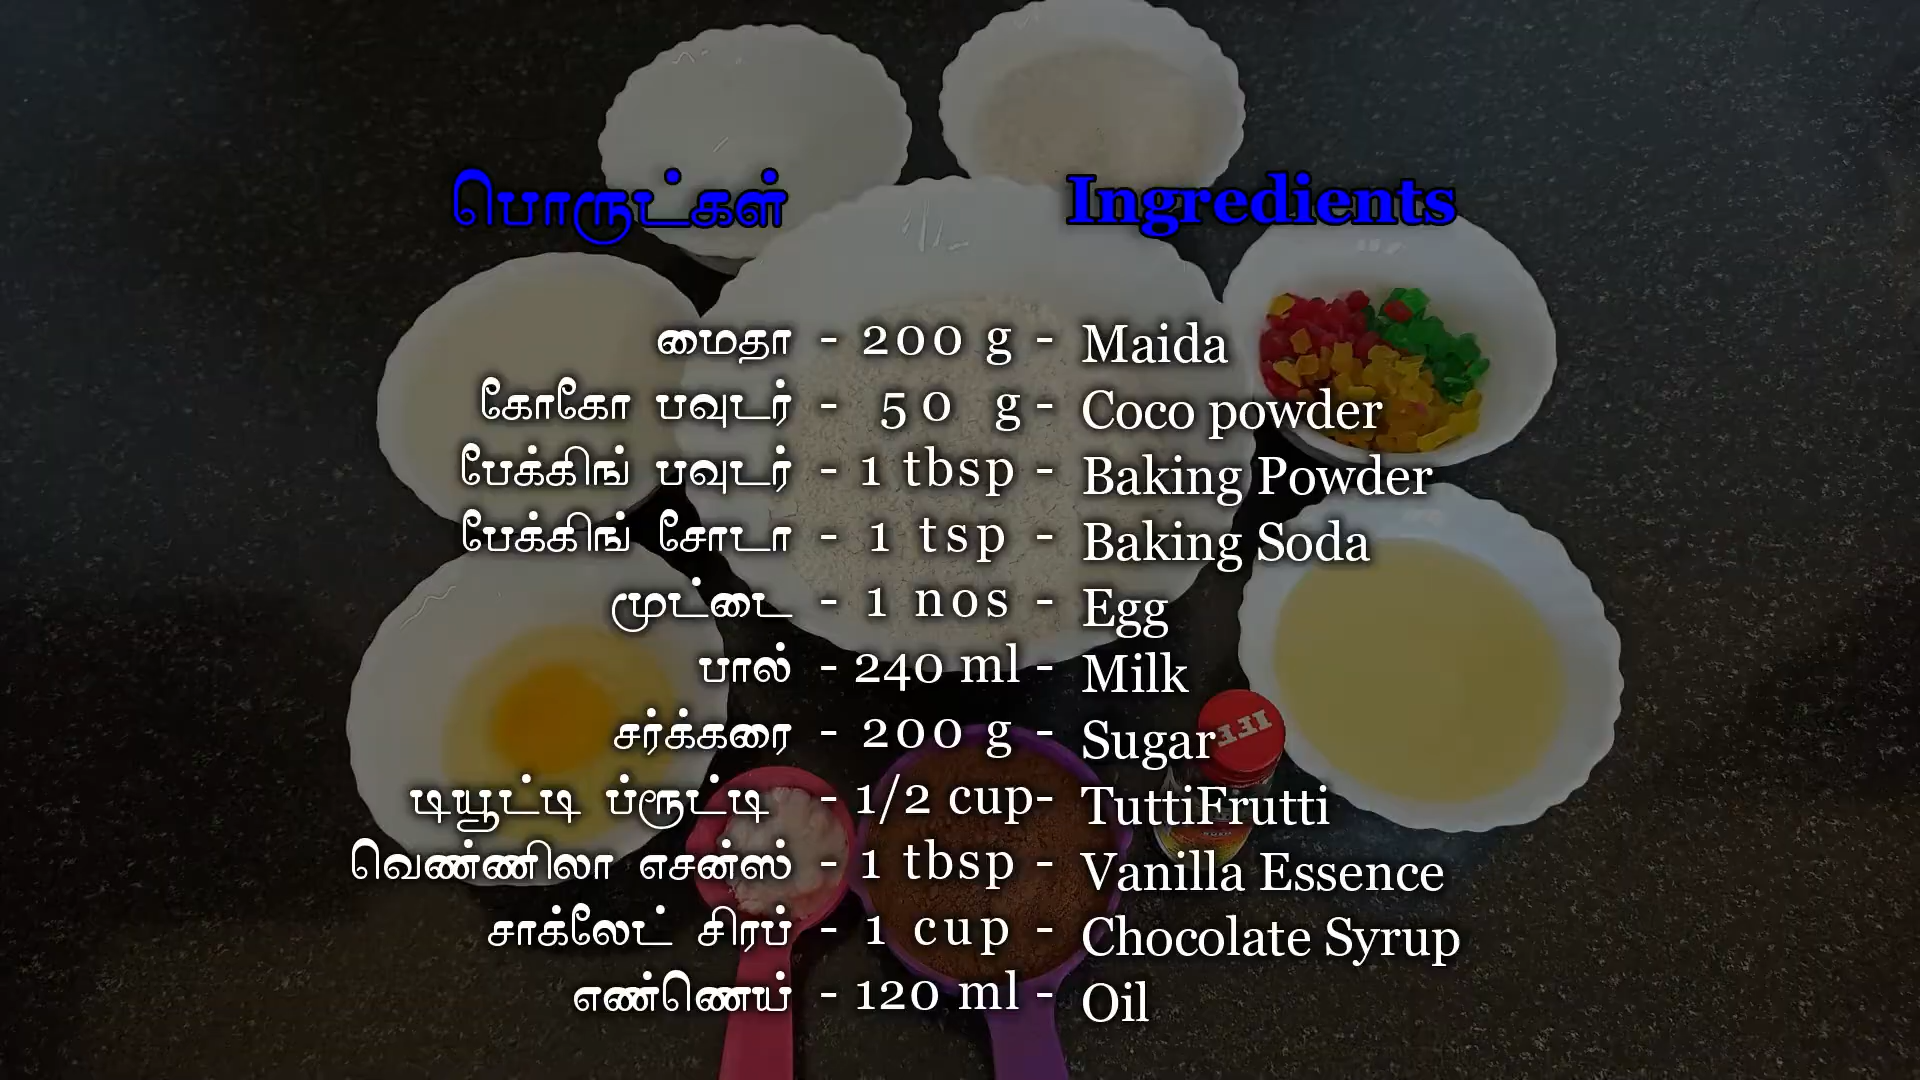 பொருட்கள் Ingredients
மைதா - 200 g - Maida
கோகோ பவுடர் - 50 g - Coco powder
பேக்கிங் பவுடர் - 1 tbsp - Baking Powder
பேக்கிங் சோடா - 1 tsp - Baking Soda
மூட்டை - 1 nos - Egg
பால் - 240 ml - Milk
சர்க்கரை - 200 g - Sugar
டியூட்டி ப்ரூட்டி - 1/2 cup- TuttiFrutti
வெண்ணிலா எசன்ஸ் - 1 tbsp - Vanilla Essence
சாக்லேட் சிரப் - 1 cup - Chocolate Syrup
எண்ணெய் - 120 ml - Oil
IFF